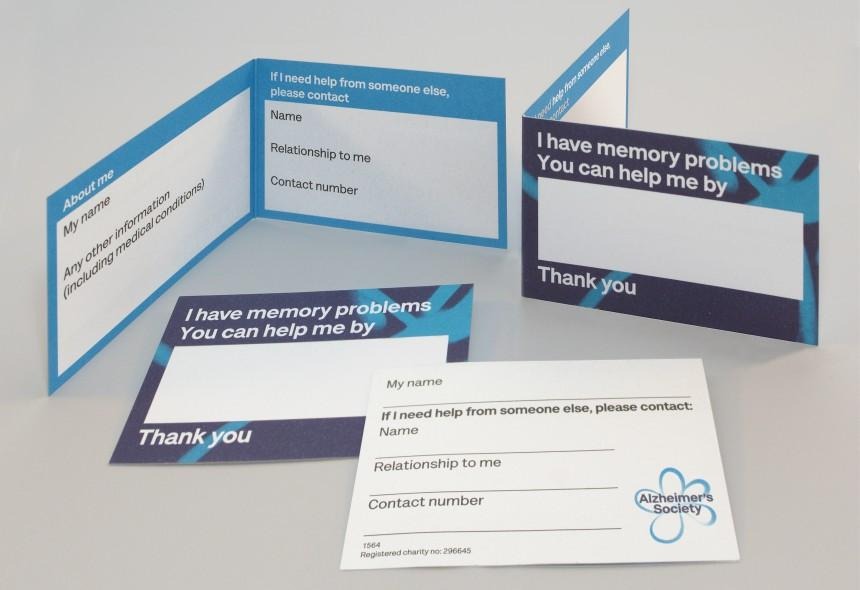 About me
My name
Any other information
(including medical conditions)
If I need help from someone else,
please contact
Name
Relationship to me
Contact number
I need help from someone else,
contact
I have memory problems
You can help me by
Thank you
I have memory problems
You can help me by
Thank you
My name
If I need help from someone else, please contact:
Name
Relationship to me
Contact number
1564
Registered charity no: 296645
Alzheimer's
Society